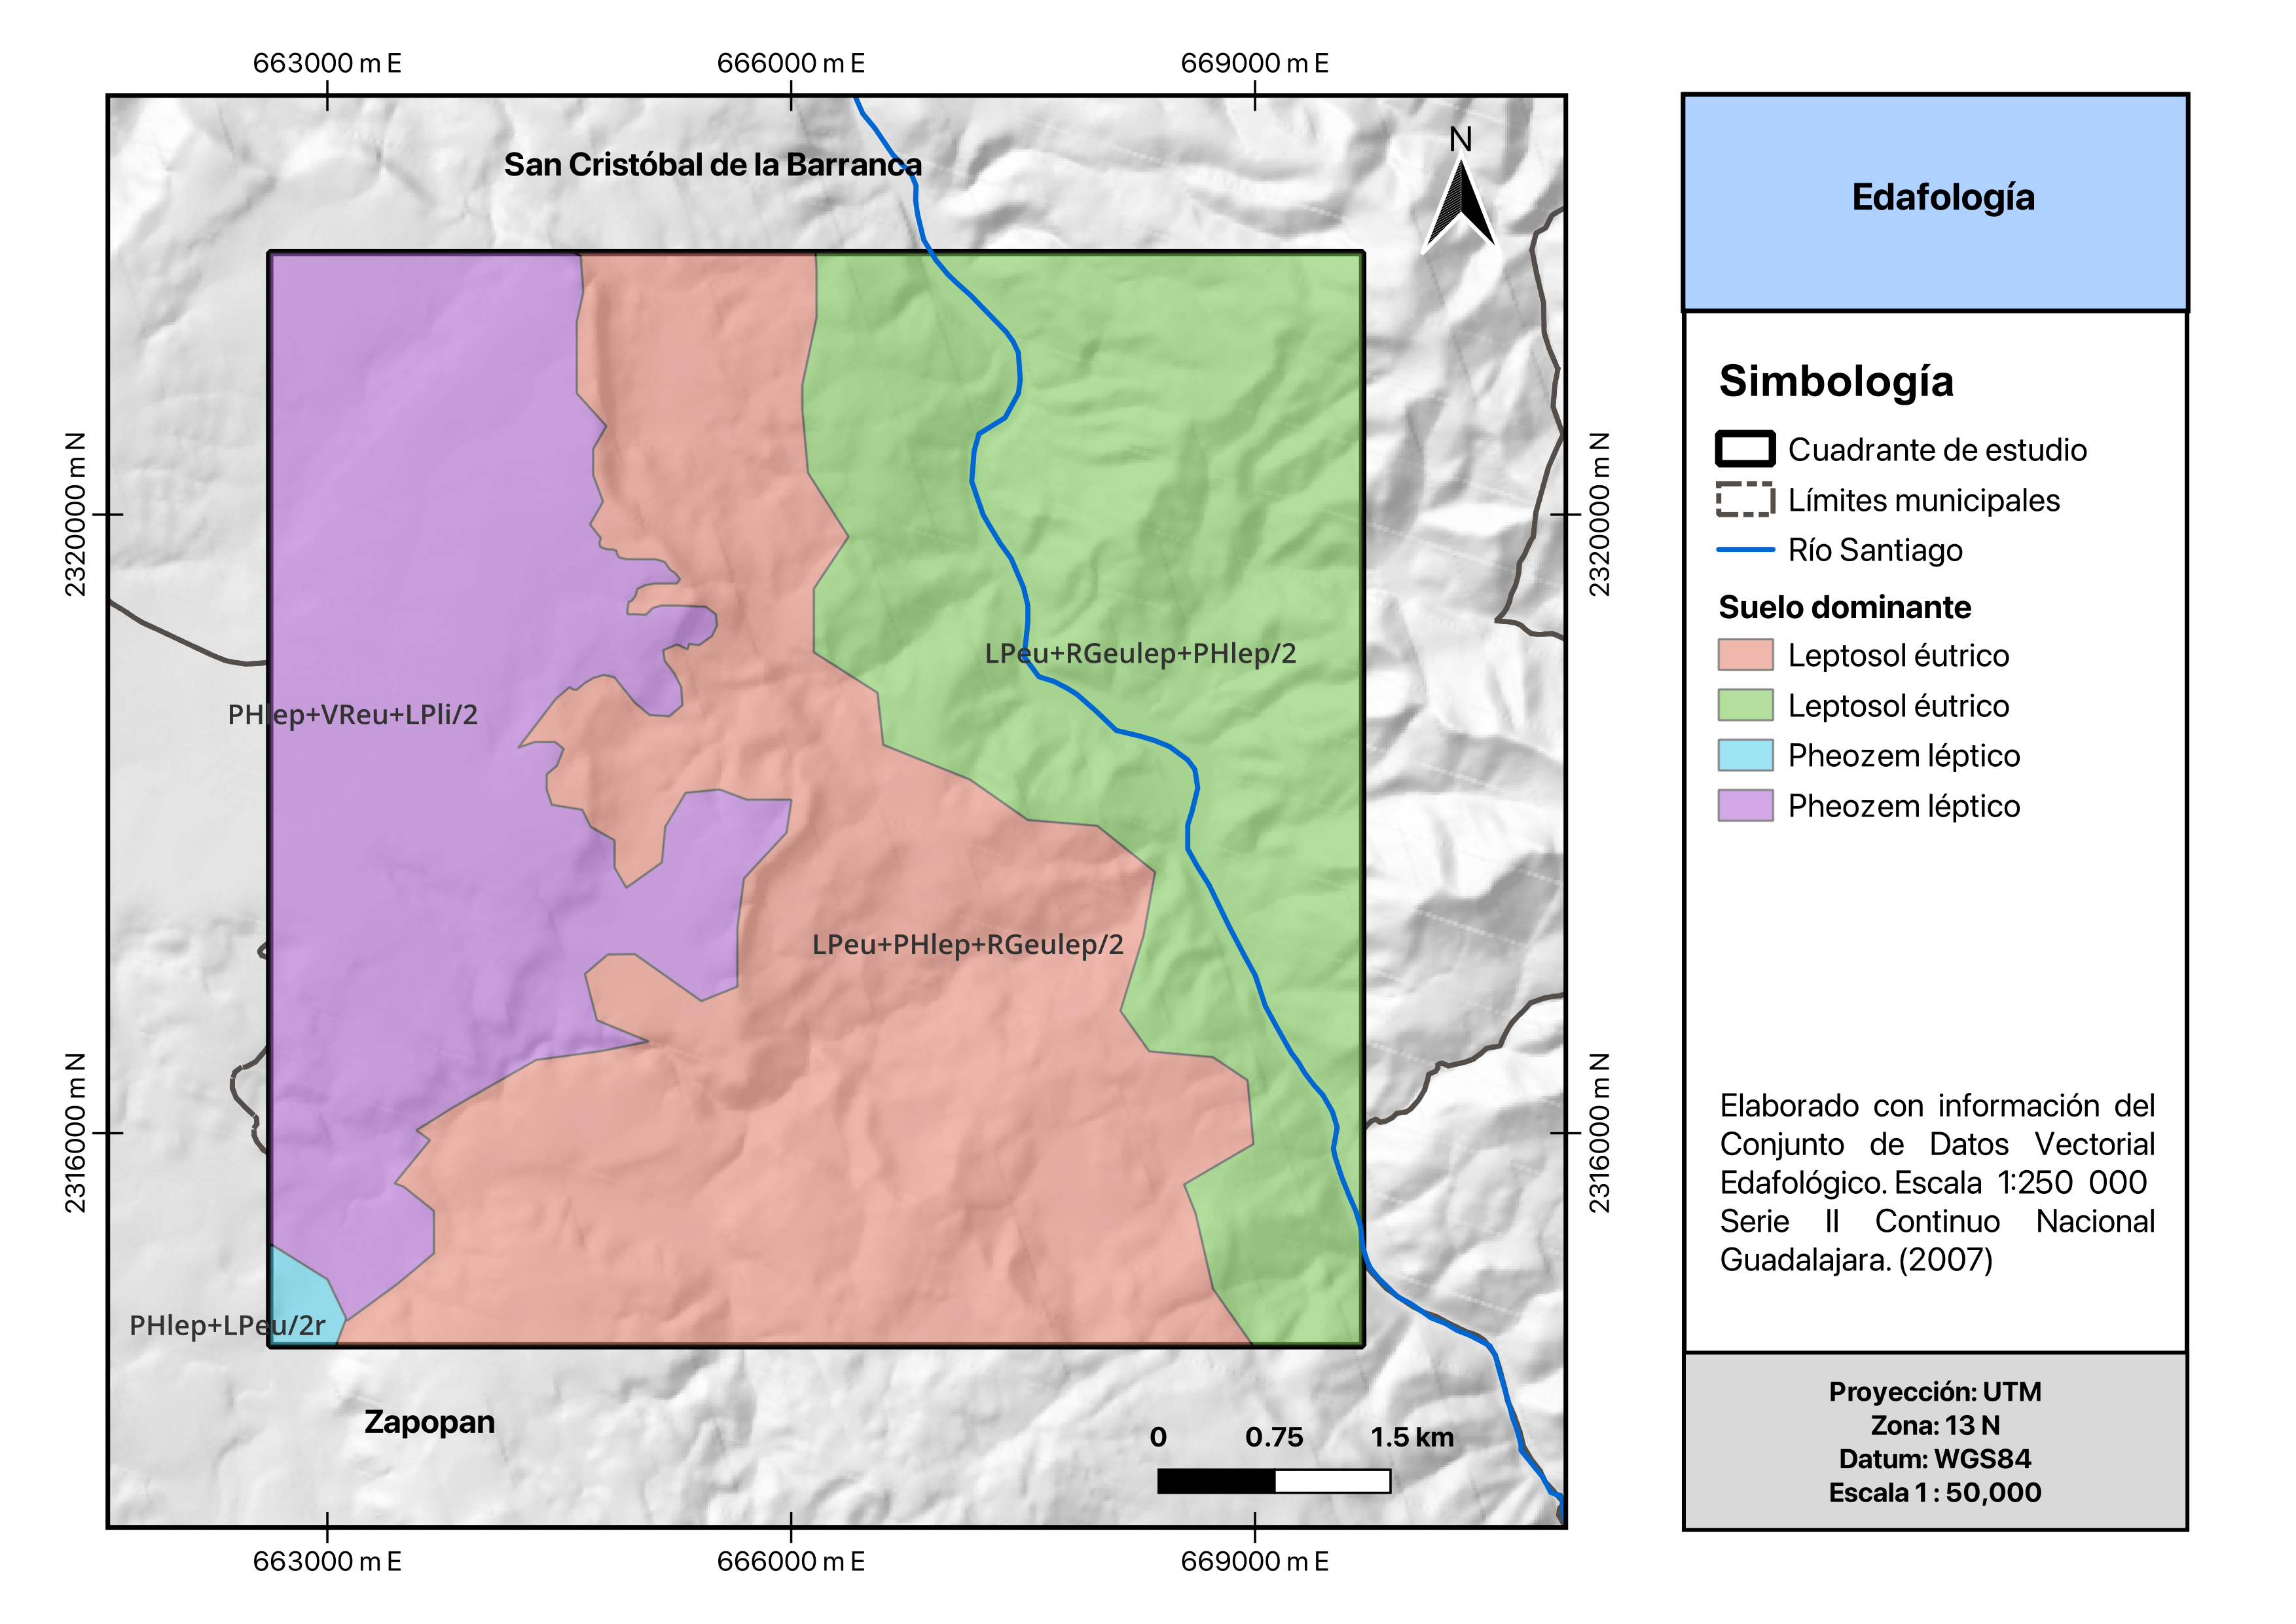 663000 m E
666000 m E
669000 m E
San Cristóbal de la Barranca
N
2320000 m N
2320000 m N
LPeu+RGeulep+PHlep/2
PHlep+VReu+LPli/2
LPeu+PHlep+RGeulep/2
2316000 m N
2316000 m N
PHlep+LPeu/2r
Zapopan
0 0.75 1.5 km
663000 m E
666000 m E
669000 m E
Edafología
Simbología
Cuadrante de estudio
Límites municipales
Río Santiago
Suelo dominante
Leptosol éutrico
Leptosol éutrico
Pheozem léptico
Pheozem léptico
Elaborado con información del
Conjunto de Datos Vectorial
Edafológico. Escala 1:250 000
Serie II Continuo Nacional
Guadalajara. (2007)
Proyección: UTM
Zona: 13 N
Datum: WGS84
Escala 1 : 50,000